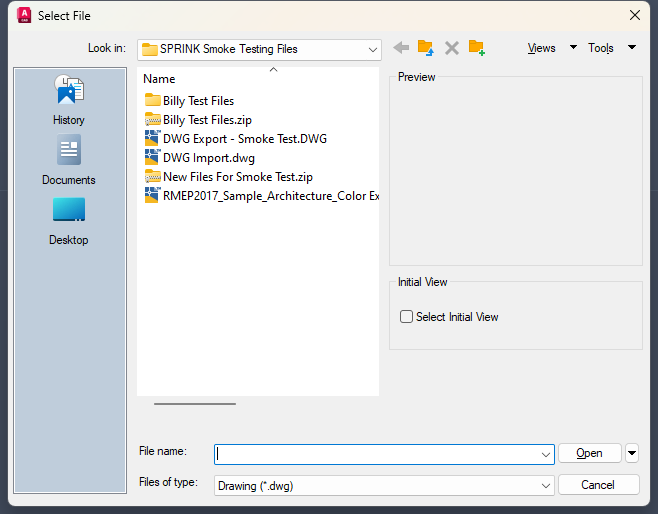 A
CAD
Select File
Look in:
SPRINK Smoke Testing Files
Views
Tools
History
Documents
Desktop
Name
Billy Test Files
Billy Test Files.zip
DWG Export - Smoke Test.DWG
DWG Import.dwg
New Files For Smoke Test.zip
RMEP2017_Sample_Architecture_Color Ex
Preview
Initial View
Select Initial View
File name:
Open
Files of type:
Drawing (*.dwg)
Cancel